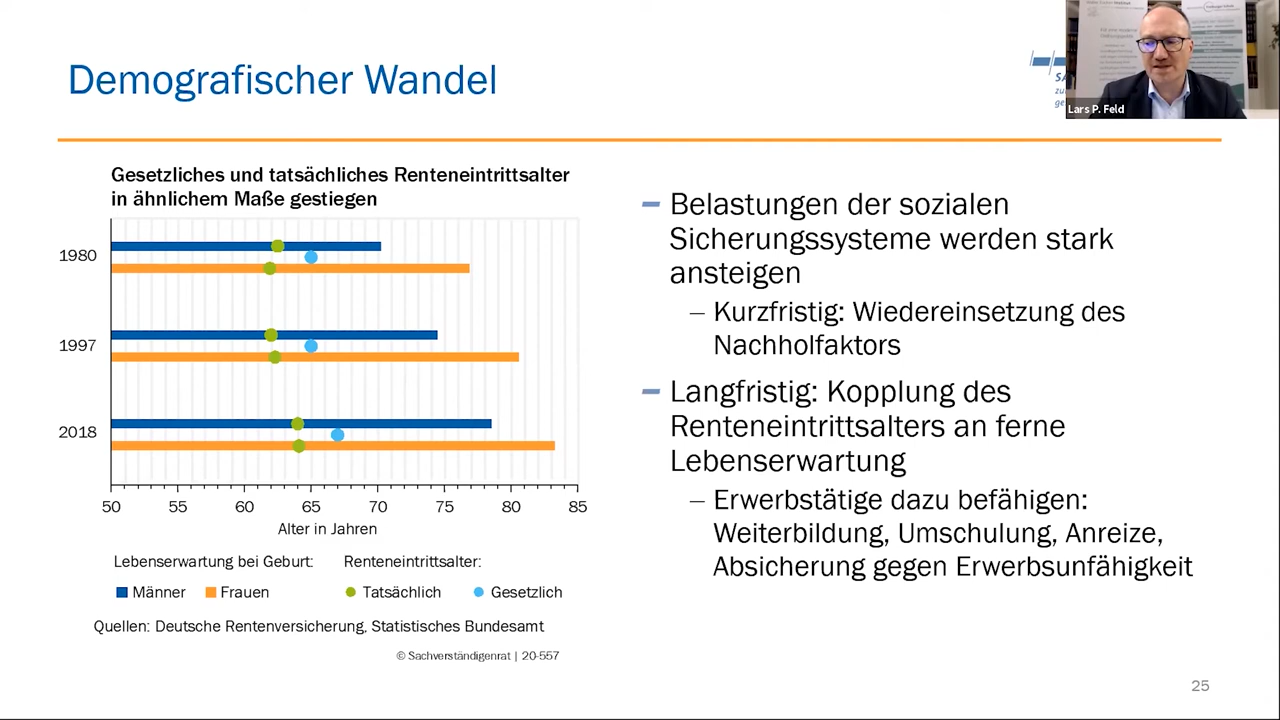 Demografischer Wandel
SA
zu
ge
Lars P. Feld
Gesetzliches und tatsächliches Renteneintrittsalter
in ähnlichem Maße gestiegen
1980
1997
2018
50 55 60 65 70 75 80 85
Alter in Jahren
Lebenserwartung bei Geburt: Renteneintrittsalter:
Männer Frauen Tatsächlich Gesetzlich
Quellen: Deutsche Rentenversicherung, Statistisches Bundesamt
© Sachverständigenrat | 20-557
– Belastungen der sozialen
Sicherungssysteme werden stark
ansteigen
– Kurzfristig: Wiedereinsetzung des
Nachholfaktors
– Langfristig: Kopplung des
Renteneintrittsalters an ferne
Lebenserwartung
– Erwerbstätige dazu befähigen:
Weiterbildung, Umschulung, Anreize,
Absicherung gegen Erwerbsunfähigkeit
25